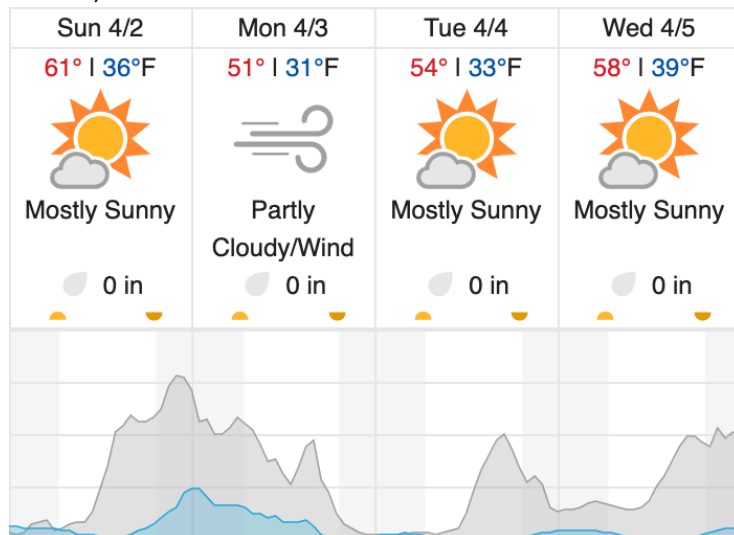 Sun 4/2
Mon 4/3
Tue 4/4
Wed 4/5
61° | 36°F
51° | 31°F
54° | 33°F
58° | 39°F
Mostly Sunny
Partly
Cloudy/Wind
Mostly Sunny
Mostly Sunny
0 in
0 in
0 in
0 in